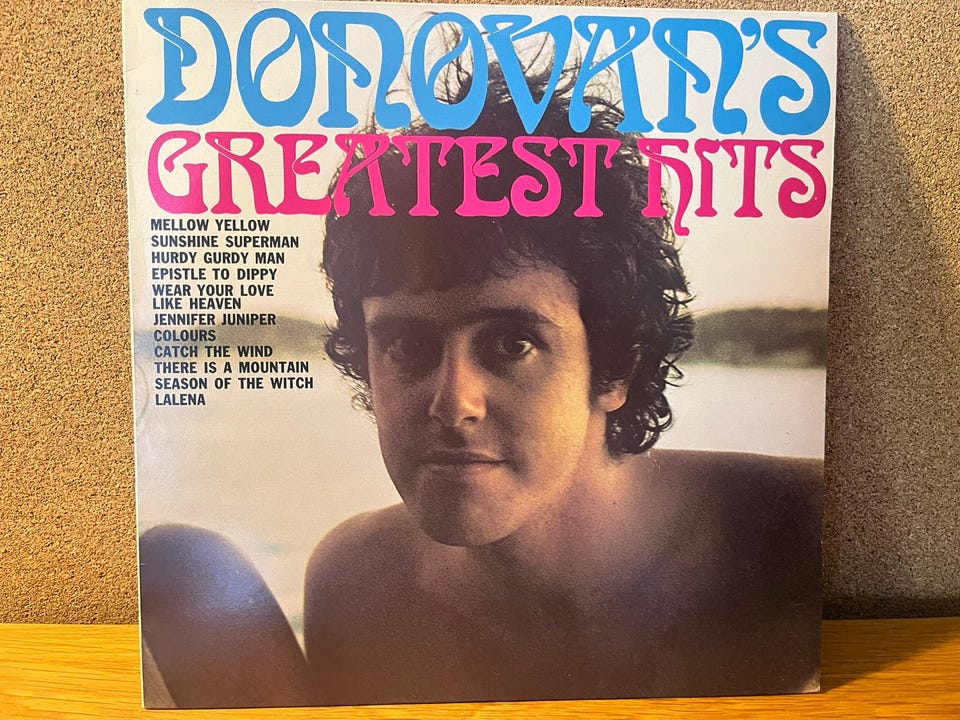 DONOVAN'S
GREATEST HITS
MELLOW YELLOW
SUNSHINE SUPERMAN
HURDY GURDY MAN
EPISTLE TO DIPPY
WEAR YOUR LOVE
LIKE HEAVEN
JENNIFER JUNIPER
COLOURS
CATCH THE WIND
THERE IS A MOUNTAIN
SEASON OF THE WITCH
LALENA